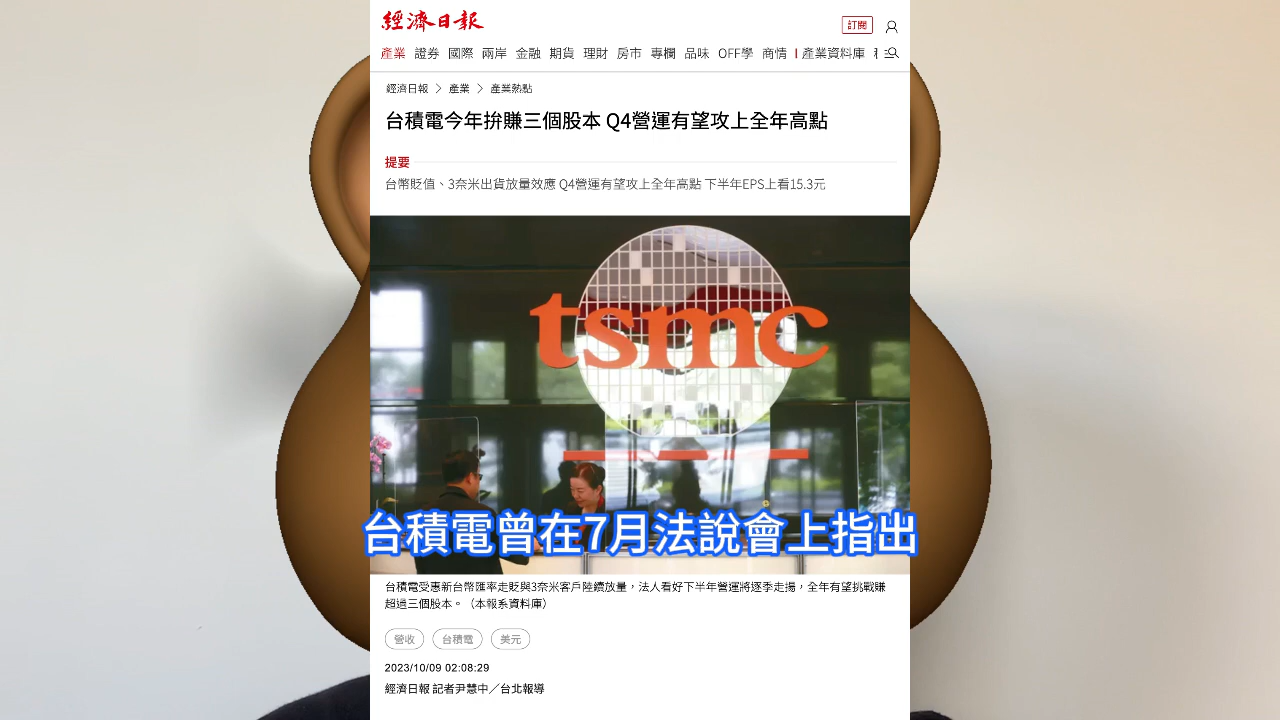 經濟日報
訂閱
產業 證券 國際 兩岸 金融 期貨 理財 房市 專欄 品味 OFF學 商情 產業資料庫
經濟日報 > 產業 > 產業熱點
台積電今年拚賺三個股本 Q4營運有望攻上全年高點
提要
台幣貶值、3奈米出貨放量效應 Q4營運有望攻上全年高點 下半年EPS上看15.3元
tsmc
台積電曾在7月法說會上指出
台積電受惠新台幣匯率走貶與3奈米客戶陸續放量，法人看好下半年營運將逐季走揚，全年有望挑戰賺
超過三個股本。（本報系資料庫）
營收 台積電 美元
2023/10/09 02:08:29
經濟日報 記者尹慧中／台北報導